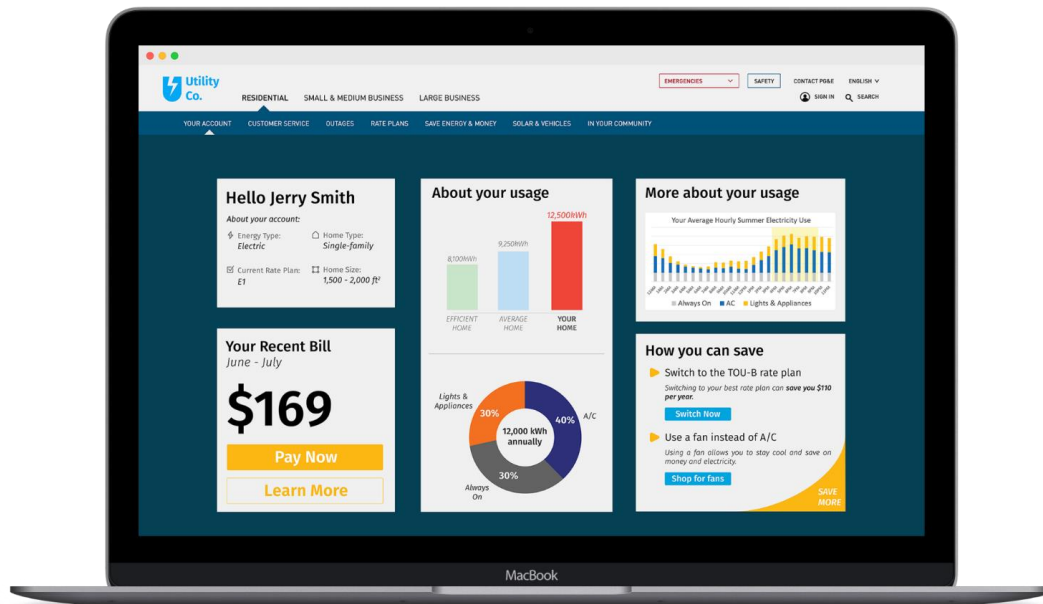 Utility
Co.
RESIDENTIAL
SMALL & MEDIUM BUSINESS
LARGE BUSINESS
EMERGENCIES
SAFETY
CONTACT PG&E
ENGLISH
SIGN IN
SEARCH
YOUR ACCOUNT
CUSTOMER SERVICE
OUTAGES
RATE PLANS
SAVE ENERGY & MONEY
SOLAR & VEHICLES
IN YOUR COMMUNITY
Hello Jerry Smith
About your account:
Energy Type:
Electric
Home Type:
Single-family
Current Rate Plan:
E1
Home Size:
1,500 - 2,000 ft²
Your Recent Bill
June - July
$169
Pay Now
Learn More
About your usage
12,500kWh
9,250kWh
8,100kWh
EFFICIENT
HOME
AVERAGE
HOME
YOUR
HOME
Lights &
Appliances
30%
40%
A/C
12,000 kWh
annually
30%
Always
On
More about your usage
Your Average Hourly Summer Electricity Use
Always On
AC
Lights & Appliances
How you can save
Switch to the TOU-B rate plan
Switching to your best rate plan can save you $110
per year.
Switch Now
Use a fan instead of A/C
Using a fan allows you to stay cool and save on
money and electricity.
Shop for fans
SAVE
MORE
MacBook